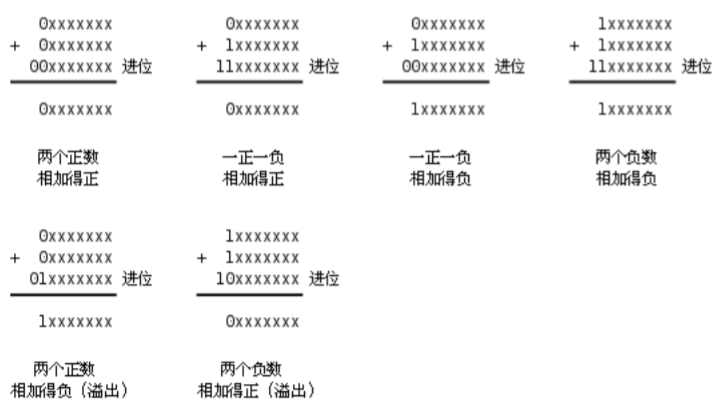 0xxxxxxx
+ 0xxxxxxx
00xxxxxxx 进位
0xxxxxxx
两个正数
相加得正
0xxxxxxx
+ 1xxxxxxx
11xxxxxxx 进位
0xxxxxxx
一正一负
相加得正
0xxxxxxx
+ 1xxxxxxx
00xxxxxxx 进位
1xxxxxxx
一正一负
相加得负
1xxxxxxx
+ 1xxxxxxx
11xxxxxxx 进位
1xxxxxxx
两个负数
相加得负
0xxxxxxx
+ 0xxxxxxx
01xxxxxxx 进位
1xxxxxxx
两个正数
相加得负（溢出）
1xxxxxxx
+ 1xxxxxxx
10xxxxxxx 进位
0xxxxxxx
两个负数
相加得正（溢出）